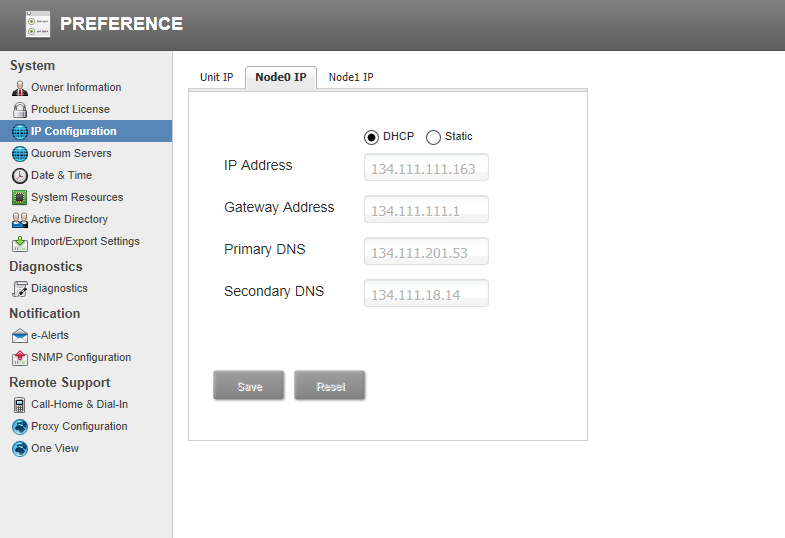 PREFERENCE
System
Owner Information
Product License
IP Configuration
Quorum Servers
Date & Time
System Resources
Active Directory
Import/Export Settings
Diagnostics
Diagnostics
Notification
e-Alerts
SNMP Configuration
Remote Support
Call-Home & Dial-In
Proxy Configuration
One View
Unit IP Node0 IP Node1 IP
DHCP Static
IP Address 134.111.111.163
Gateway Address 134.111.111.1
Primary DNS 134.111.201.53
Secondary DNS 134.111.18.14
Save Reset